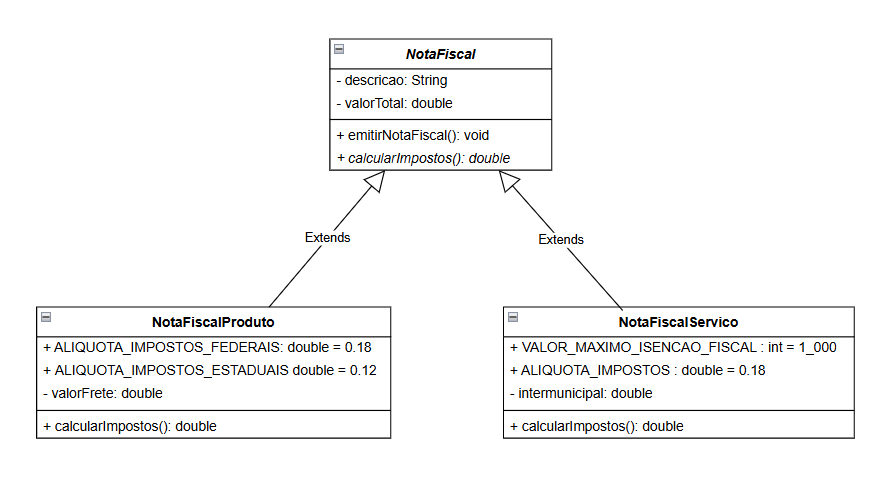 NotaFiscal
- descricao: String
- valorTotal: double
+ emitirNotaFiscal(): void
+ calcularImpostos(): double
Extends
Extends
NotaFiscalProduto
+ ALIQUOTA_IMPOSTOS_FEDERAIS: double = 0.18
+ ALIQUOTA_IMPOSTOS_ESTADUAIS double = 0.12
- valorFrete: double
+ calcularImpostos(): double
NotaFiscalServico
+ VALOR_MAXIMO_ISENCAO_FISCAL : int = 1_000
+ ALIQUOTA_IMPOSTOS : double = 0.18
- intermunicipal: double
+ calcularImpostos(): double